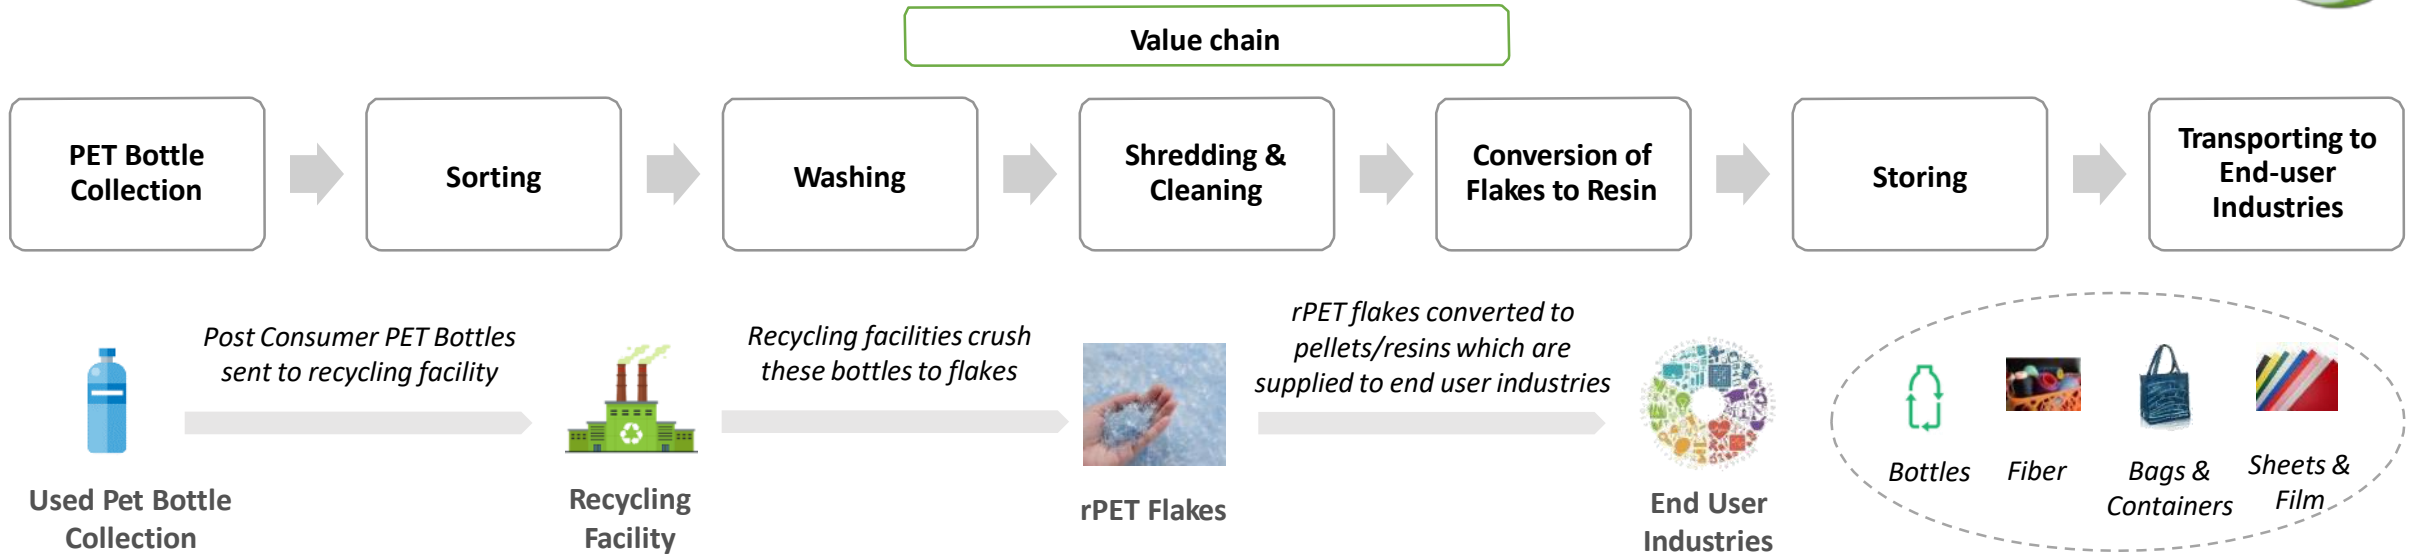 Value chain
PET Bottle
Collection
Sorting
Washing
Shredding &
Cleaning
Conversion of
Flakes to Resin
Storing
Transporting to
End-user
Industries
Post Consumer PET Bottles
sent to recycling facility
Recycling facilities crush
these bottles to flakes
rPET flakes converted to
pellets/resins which are
supplied to end user industries
Used Pet Bottle
Collection
Recycling
Facility
rPET Flakes
End User
Industries
Bottles
Fiber
Bags &
Containers
Sheets &
Film